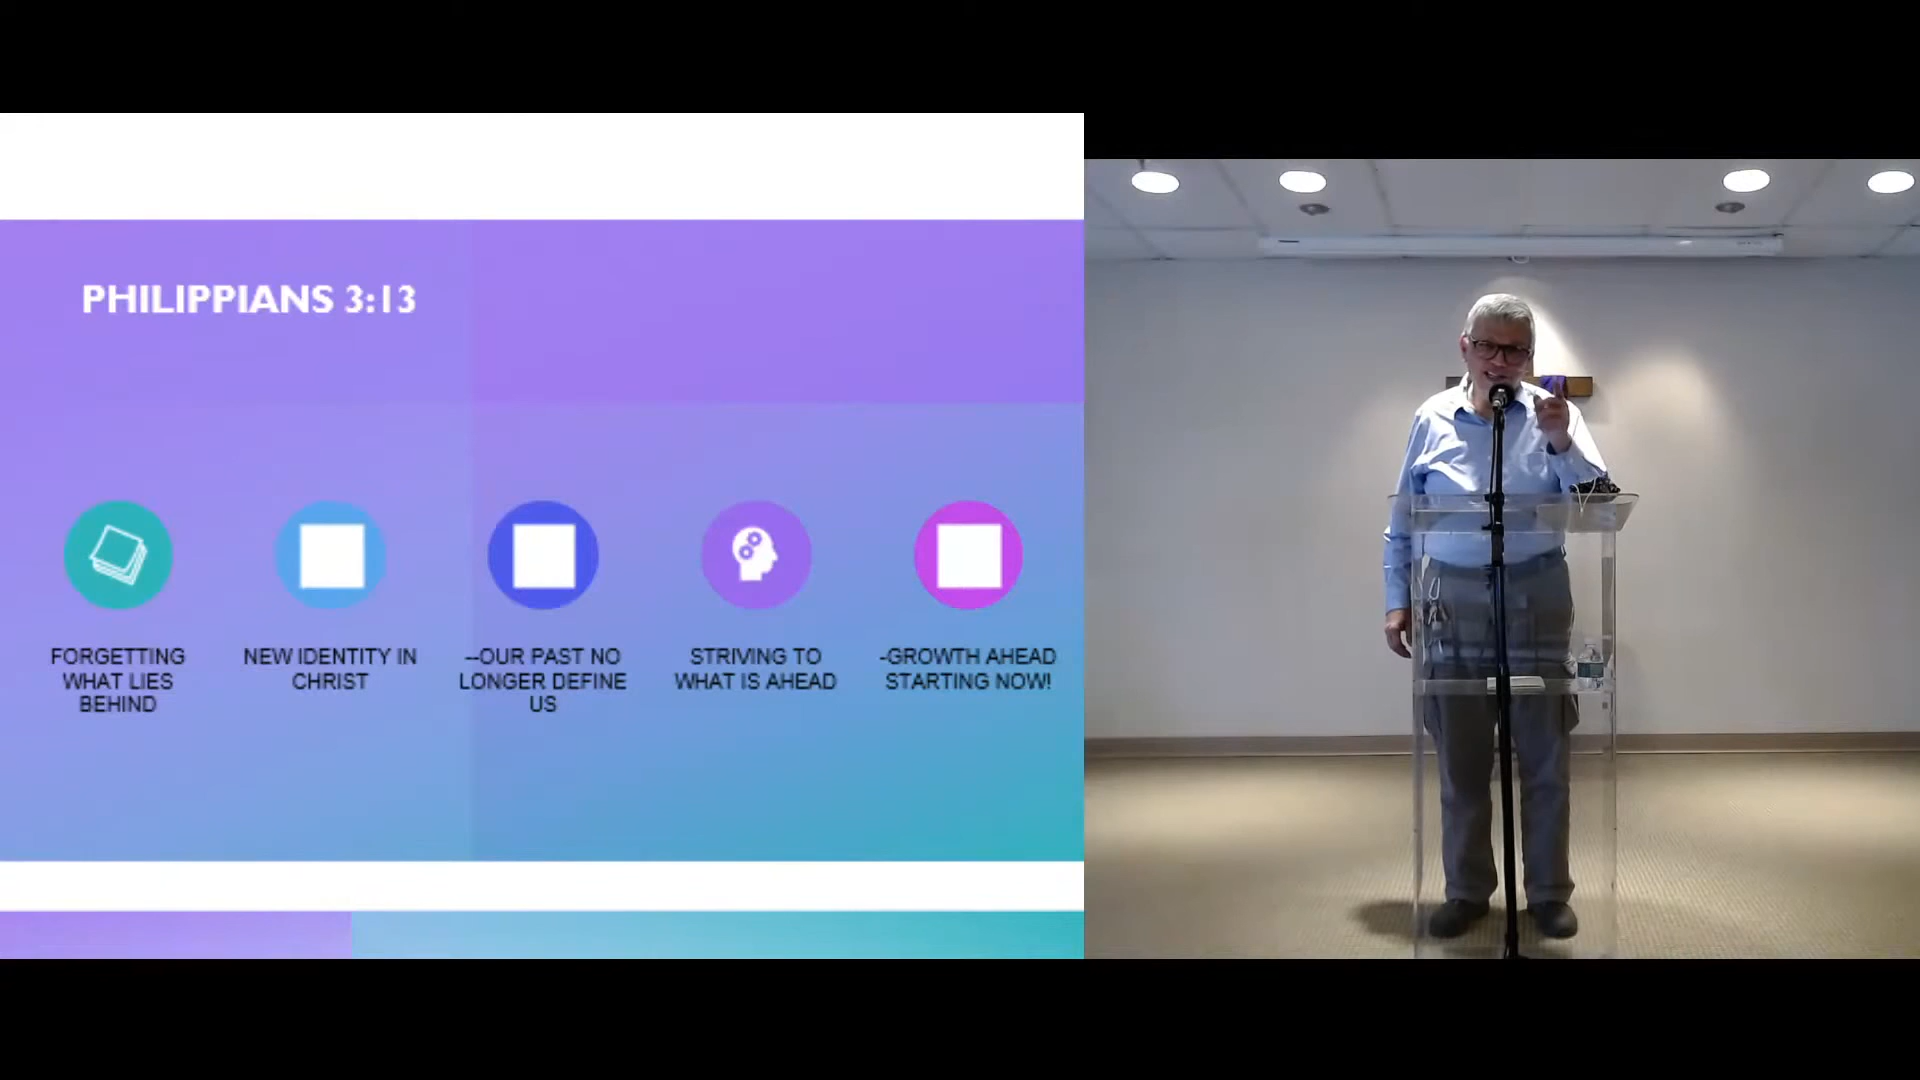 PHILIPPIANS 3:13
FORGETTING
WHAT LIES
BEHIND
NEW IDENTITY IN
CHRIST
--OUR PAST NO
LONGER DEFINE
US
STRIVING TO
WHAT IS AHEAD
-GROWTH AHEAD
STARTING NOW!